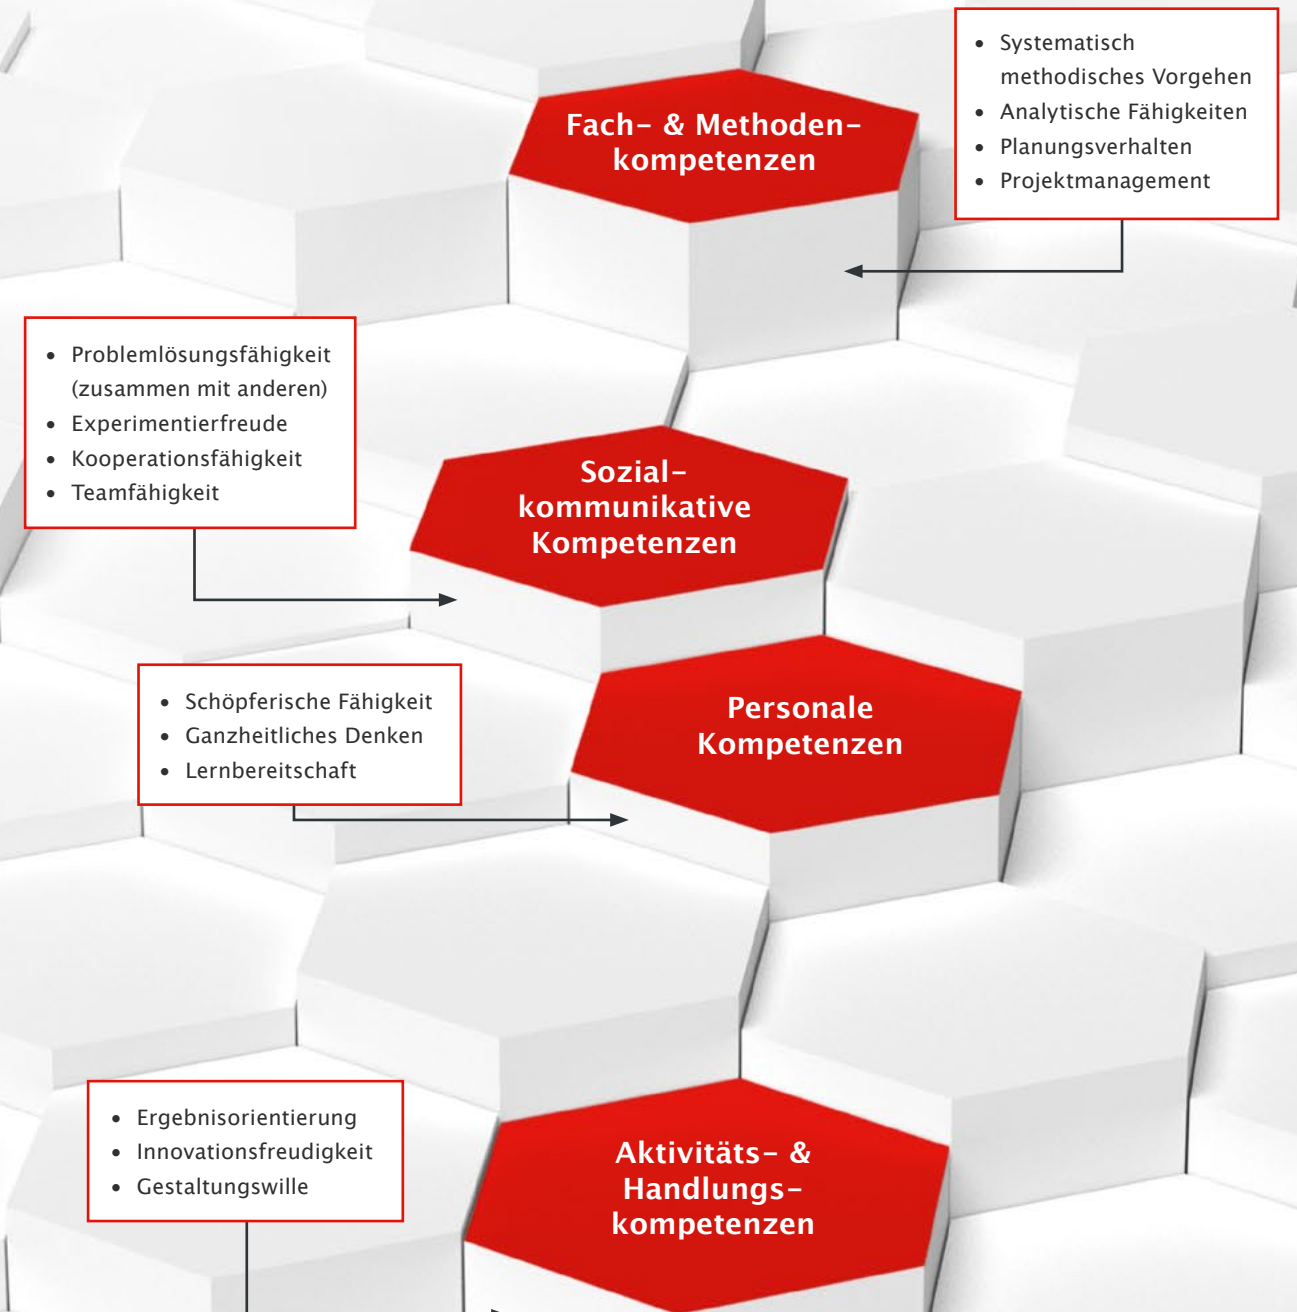 Fach- & Methoden-
kompetenzen
• Systematisch
methodisches Vorgehen
• Analytische Fähigkeiten
• Planungsverhalten
• Projektmanagement
• Problemlösungsfähigkeit
(zusammen mit anderen)
• Experimentierfreude
• Kooperationsfähigkeit
• Teamfähigkeit
Sozial-
kommunikative
Kompetenzen
• Schöpferische Fähigkeit
• Ganzheitliches Denken
• Lernbereitschaft
Personale
Kompetenzen
• Ergebnisorientierung
• Innovationsfreudigkeit
• Gestaltungswille
Aktivitäts- &
Handlungs-
kompetenzen